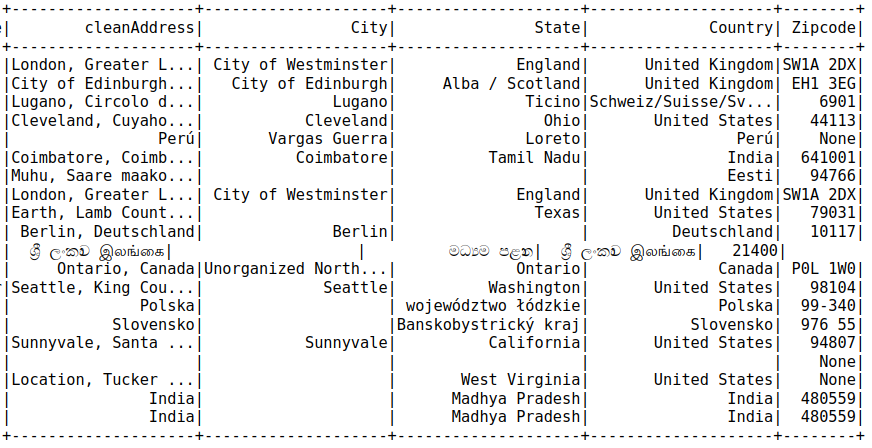 +--------------------+--------------------+--------------------+--------------------+--------+
|        cleanAddress|                City|               State|             Country| Zipcode|
+--------------------+--------------------+--------------------+--------------------+--------+
|London, Greater L...| City of Westminster|             England|      United Kingdom|SW1A 2DX|
|City of Edinburgh...|   City of Edinburgh|     Alba / Scotland|      United Kingdom| EH1 3EG|
|Lugano, Circolo d...|              Lugano|              Ticino|Schweiz/Suisse/Sv...|    6901|
|Cleveland, Cuyaho...|           Cleveland|                Ohio|       United States|   44113|
|                Perú|       Vargas Guerra|              Loreto|                Perú|    None|
|Coimbatore, Coimb...|          Coimbatore|          Tamil Nadu|               India|  641001|
|Muhu, Saare maako...|                    |                    |               Eesti|   94766|
|London, Greater L...| City of Westminster|             England|      United Kingdom|SW1A 2DX|
|Earth, Lamb Count...|                    |               Texas|       United States|   79031|
| Berlin, Deutschland|              Berlin|                    |         Deutschland|   10117|
|  ශ්‍රී ලංකාව இலங்கை|                    |         මධ්‍යම පළාත|  ශ්‍රී ලංකාව இலங்கை|   21400|
|     Ontario, Canada|Unorganized North...|             Ontario|              Canada| P0L 1W0|
|Seattle, King Cou...|             Seattle|          Washington|       United States|   98104|
|              Polska|                    | województwo łódzkie|              Polska|  99-340|
|           Slovensko|                    |Banskobystrický kraj|           Slovensko|  976 55|
|Sunnyvale, Santa ...|           Sunnyvale|          California|       United States|   94807|
|                    |                    |                    |                    |    None|
|Location, Tucker ...|                    |       West Virginia|       United States|    None|
|               India|                    |      Madhya Pradesh|               India|  480559|
|               India|                    |      Madhya Pradesh|               India|  480559|
+--------------------+--------------------+--------------------+--------------------+--------+